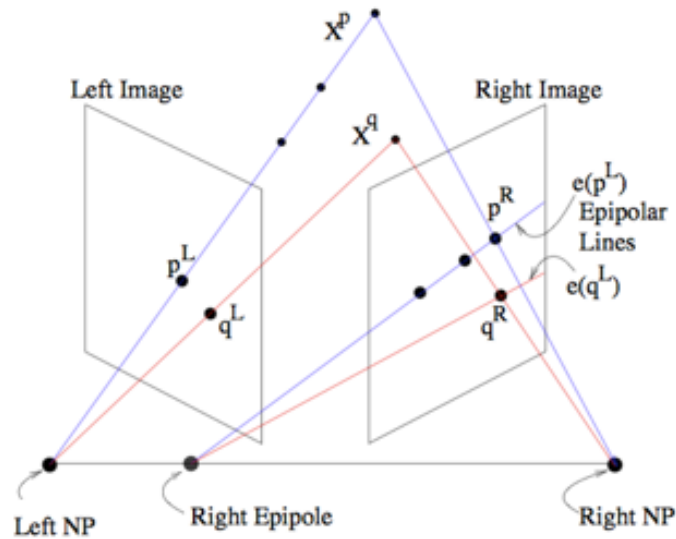 X^p
Left Image
Right Image
X^q
e(p^L)
p^R
Epipolar
Lines
p^L
e(q^L)
q^L
q^R
Left NP
Right Epipole
Right NP